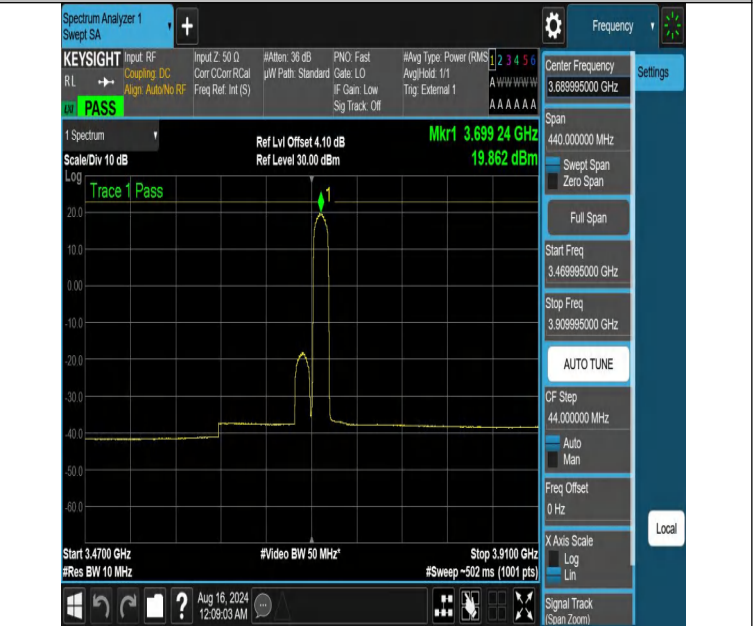 Spectrum Analyzer 1
Swept SA
+
Frequency
KEYSIGHT
Input: RF
Coupling: DC
Align: Auto/No RF
Input Z: 50 Ω
Corr CCorr RCal
Freq Ref: Int (S)
#Atten: 36 dB
µW Path: Standard
PNO: Fast
Gate: LO
IF Gain: Low
Sig Track: Off
#Avg Type: Power (RMS
Avg|Hold: 1/1
Trig: External 1
1 2 3 4 5 6
A W W W W W
A A A A A A
R L
PASS
Center Frequency
3.689995000 GHz
Settings
Span
440.000000 MHz
Swept Span
Zero Span
Full Span
Start Freq
3.469995000 GHz
Stop Freq
3.909995000 GHz
AUTO TUNE
CF Step
44.000000 MHz
Auto
Man
Freq Offset
0 Hz
X Axis Scale
Log
Lin
Local
Signal Track
(Span Zoom)
1 Spectrum
Scale/Div 10 dB
Ref Lvl Offset 4.10 dB
Ref Level 30.00 dBm
Mkr1 3.699 24 GHz
19.862 dBm
Log
Trace 1 Pass
1
20.0
10.0
0.00
-10.0
-20.0
-30.0
-40.0
-50.0
-60.0
Start 3.4700 GHz
#Res BW 10 MHz
#Video BW 50 MHz*
Stop 3.9100 GHz
#Sweep ~502 ms (1001 pts)
?
Aug 16, 2024
12:09:03 AM